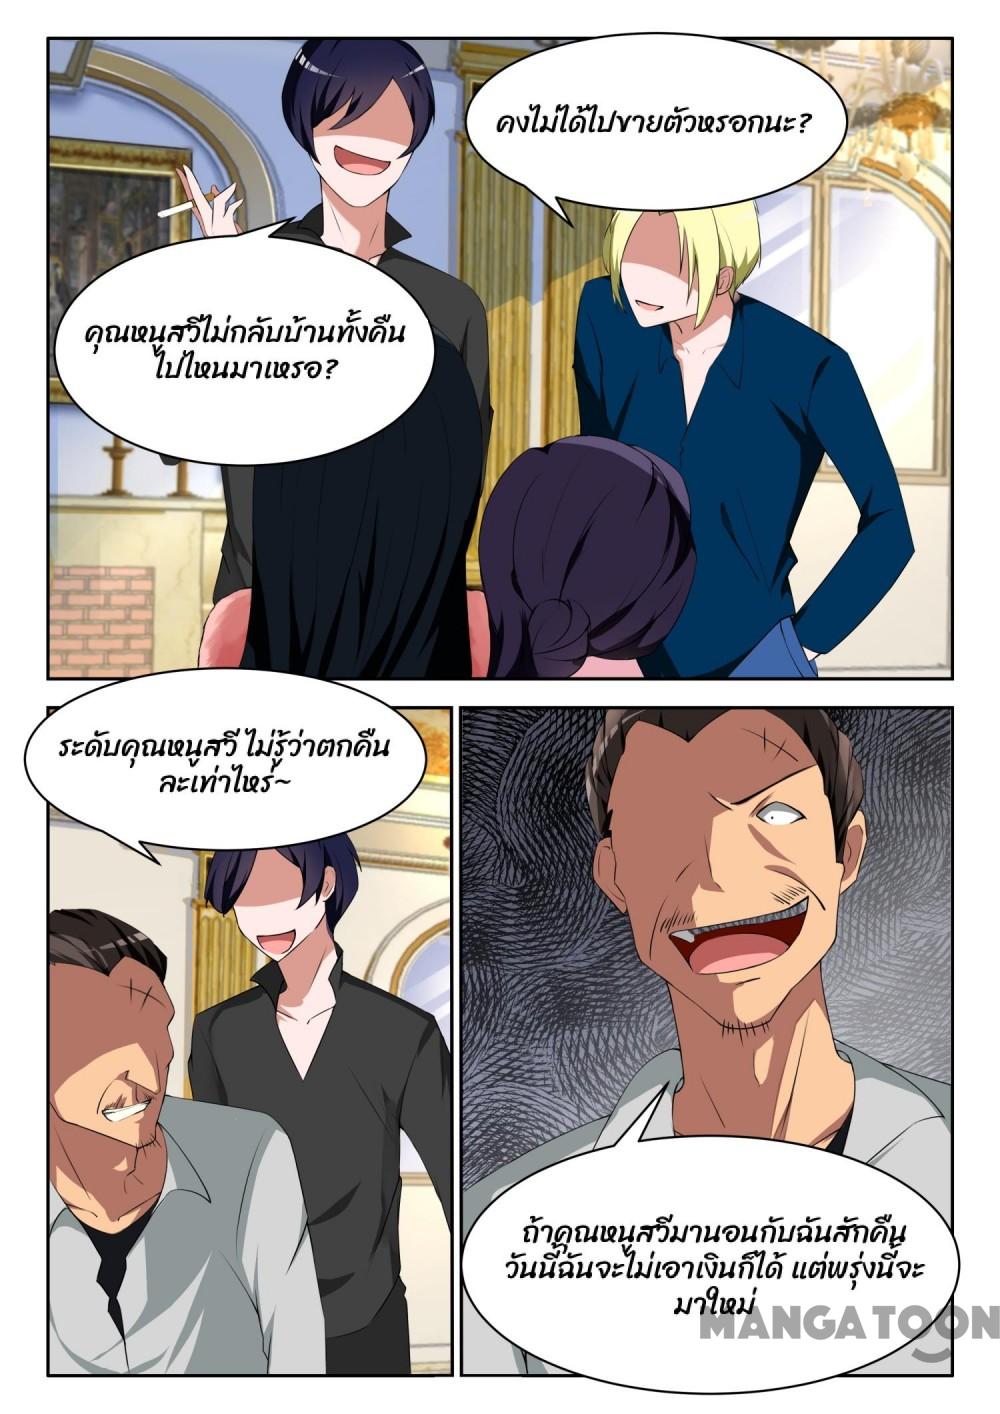 คงไม่ได้ไปขายตัวหรอกนะ?
คุณหนูสวีไม่กลับบ้านทั้งคืน
ไปไหนมาเหรอ?
ระดับคุณหนูสวี ไม่รู้ว่าตกคืน
ละเท่าไหร่~
ถ้าคุณหนูสวีมานอนกับฉันสักคืน
วันนี้ฉันจะไม่เอาเงินก็ได้ แต่พรุ่งนี้จะ
มาใหม่
MANGATOON